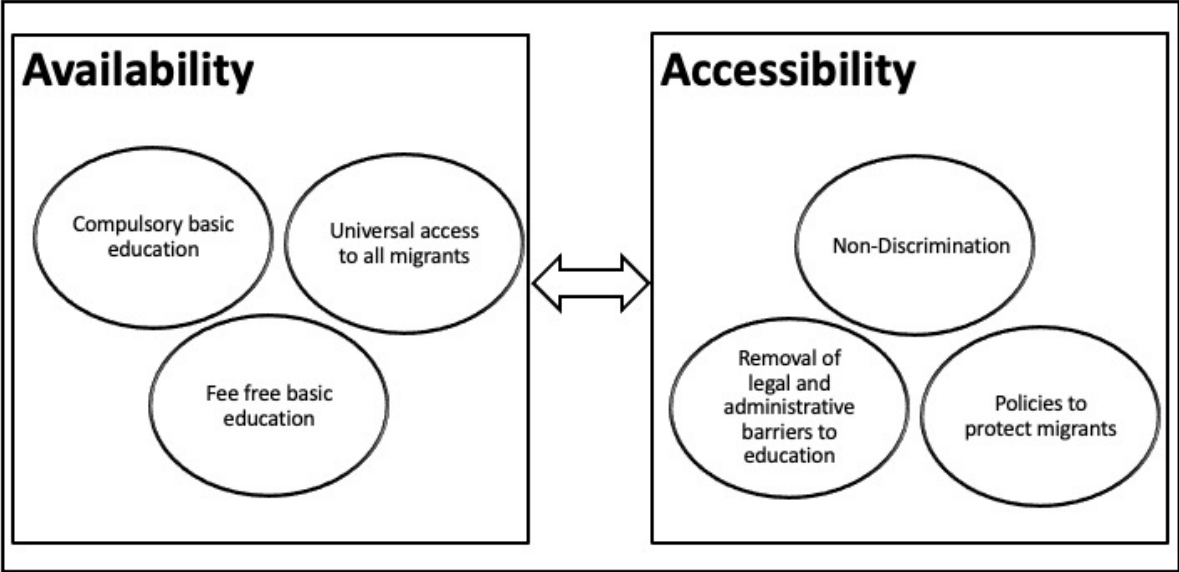 Availability
Compulsory basic
education
Universal access
to all migrants
Fee free basic
education
Accessibility
Non-Discrimination
Removal of
legal and
administrative
barriers to
education
Policies to
protect migrants